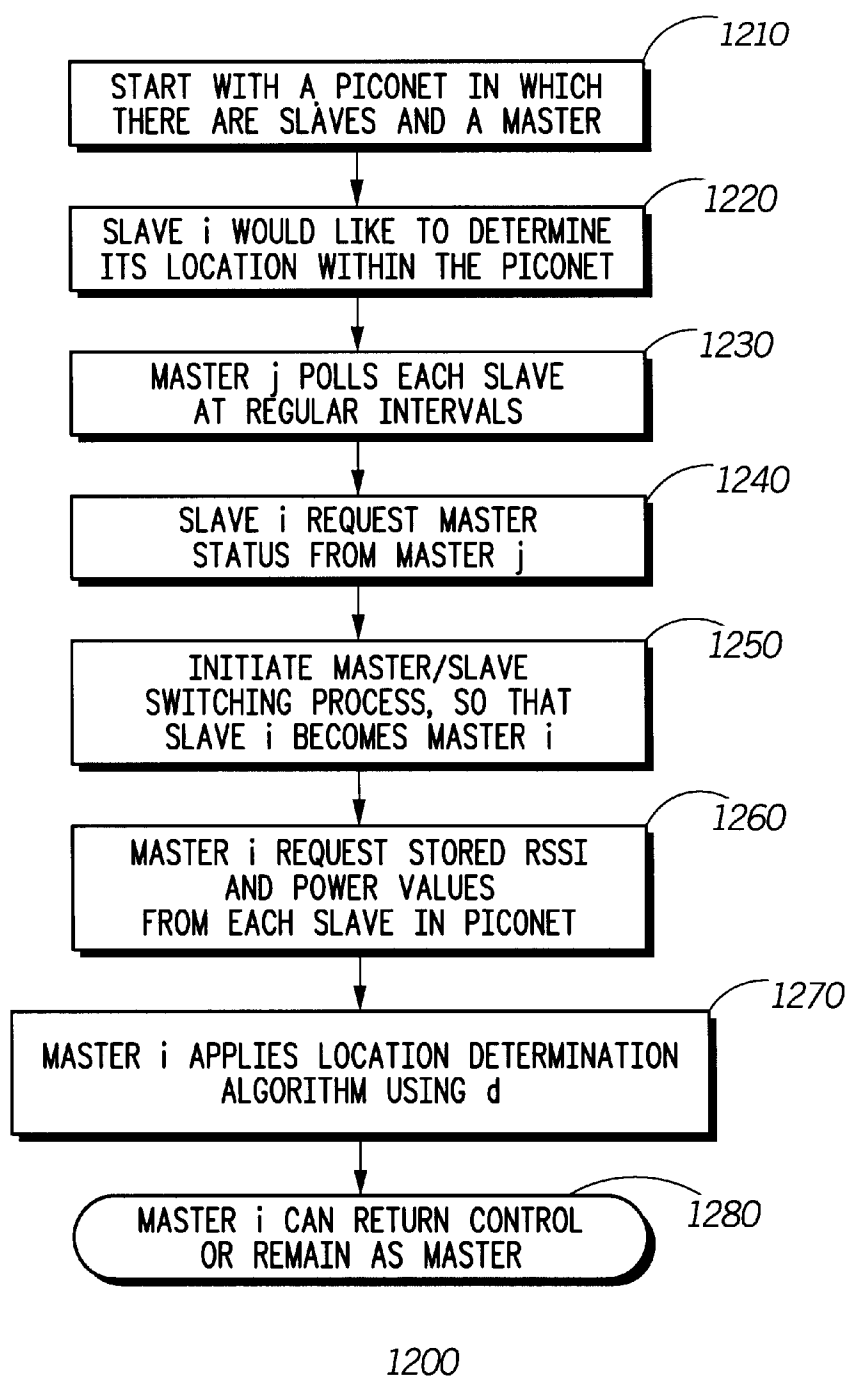 1210
START WITH A PICONET IN WHICH
THERE ARE SLAVES AND A MASTER
1220
SLAVE i WOULD LIKE TO DETERMINE
ITS LOCATION WITHIN THE PICONET
1230
MASTER j POLLS EACH SLAVE
AT REGULAR INTERVALS
1240
SLAVE i REQUEST MASTER
STATUS FROM MASTER j
1250
INITIATE MASTER/SLAVE
SWITCHING PROCESS, SO THAT
SLAVE i BECOMES MASTER i
1260
MASTER i REQUEST STORED RSSI
AND POWER VALUES
FROM EACH SLAVE IN PICONET
1270
MASTER i APPLIES LOCATION DETERMINATION
ALGORITHM USING d
1280
MASTER i CAN RETURN CONTROL
OR REMAIN AS MASTER
1200